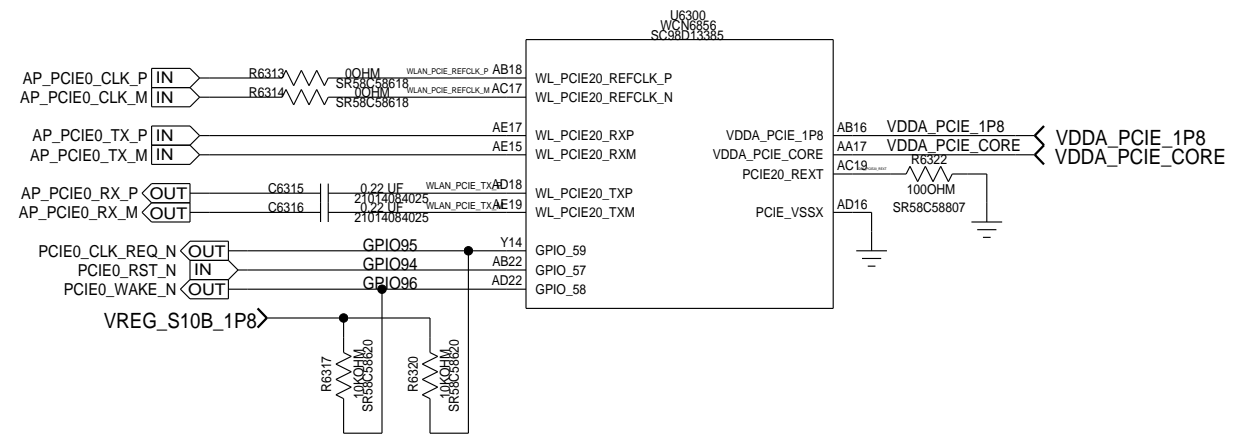 U6300
WCN6856
SC98D13385
AP_PCIE0_CLK_P IN R6313 0OHM SR58C58618 WLAN_PCIE_REFCLK_P AB18 WL_PCIE20_REFCLK_P
AP_PCIE0_CLK_M IN R6314 0OHM SR58C58618 WLAN_PCIE_REFCLK_M AC17 WL_PCIE20_REFCLK_N
AP_PCIE0_TX_P IN AE17 WL_PCIE20_RXP VDDA_PCIE_1P8 AB16 VDDA_PCIE_1P8 VDDA_PCIE_1P8
AP_PCIE0_TX_M IN AE15 WL_PCIE20_RXM VDDA_PCIE_CORE AA17 VDDA_PCIE_CORE VDDA_PCIE_CORE
PCIE20_REXT AC19 R6322
100OHM
SR58C58807
AP_PCIE0_RX_P OUT C6315 0.22 UF 21014084025 WLAN_PCIE_TX_P AD18 WL_PCIE20_TXP
AP_PCIE0_RX_M OUT C6316 0.22 UF 21014084025 WLAN_PCIE_TX_M AE19 WL_PCIE20_TXM PCIE_VSSX AD16
PCIE0_CLK_REQ_N OUT GPIO95 Y14 GPIO_59
PCIE0_RST_N IN GPIO94 AB22 GPIO_57
PCIE0_WAKE_N OUT GPIO96 AD22 GPIO_58
VREG_S10B_1P8
R6317
10KOHM
SR58C58620
R6320
10KOHM
SR58C58620